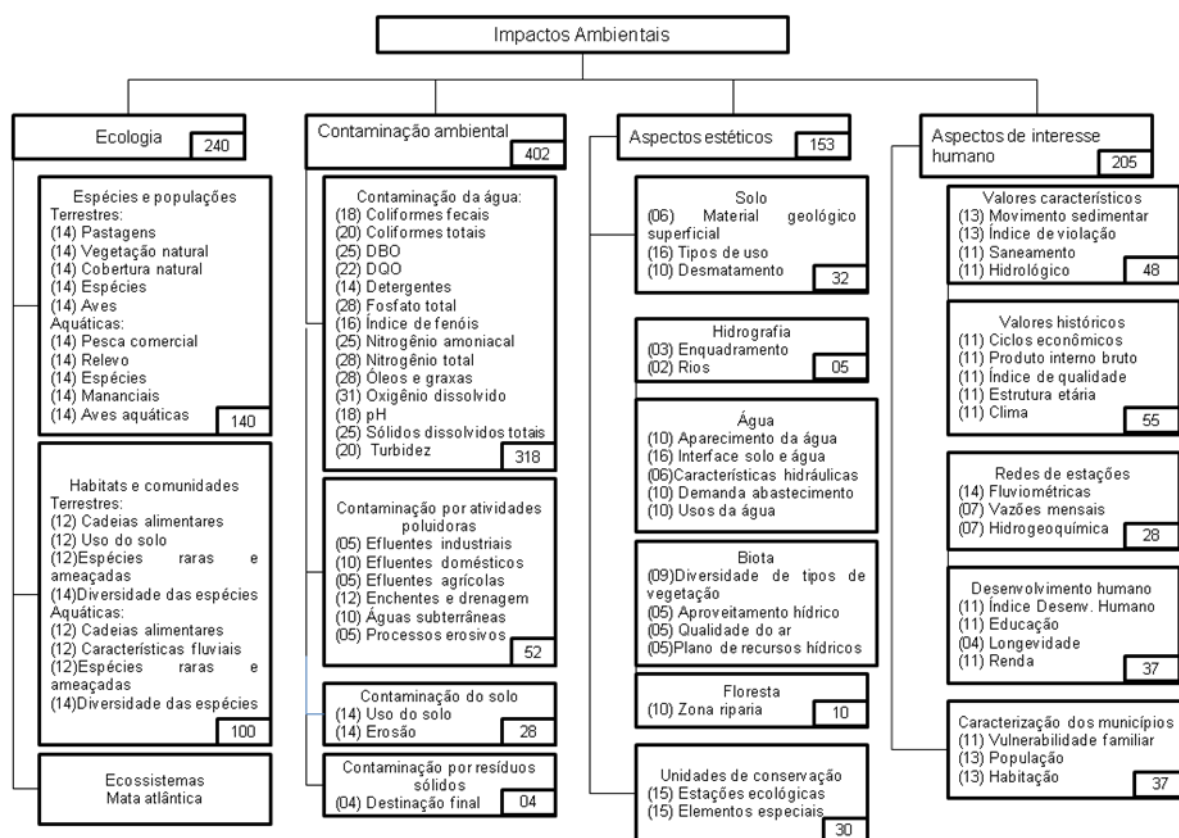 Impactos Ambientais
Ecologia
240
Espécies e populações
Terrestres:
(14) Pastagens
(14) Vegetação natural
(14) Cobertura natural
(14) Espécies
(14) Aves
Aquáticas:
(14) Pesca comercial
(14) Relevo
(14) Espécies
(14) Mananciais
(14) Aves aquáticas
140
Habitats e comunidades
Terrestres:
(12) Cadeias alimentares
(12) Uso do solo
(12)Espécies raras e
ameaçadas
(14)Diversidade das espécies
Aquáticas:
(12) Cadeias alimentares
(12) Características fluviais
(12)Espécies raras e
ameaçadas
(14)Diversidade das espécies
100
Ecossistemas
Mata atlântica
Contaminação ambiental
402
Contaminação da água:
(18) Coliformes fecais
(20) Coliformes totais
(25) DBO
(22) DQO
(14) Detergentes
(28) Fosfato total
(16) Índice de fenóis
(25) Nitrogênio amoniacal
(28) Nitrogênio total
(28) Óleos e graxas
(31) Oxigênio dissolvido
(18) pH
(25) Sólidos dissolvidos totais
(20) Turbidez
318
Contaminação por atividades
poluidoras
(05) Efluentes industriais
(10) Efluentes domésticos
(05) Efluentes agrícolas
(12) Enchentes e drenagem
(10) Águas subterrâneas
(05) Processos erosivos
52
Contaminação do solo
(14) Uso do solo
(14) Erosão
28
Contaminação por resíduos
sólidos
(04) Destinação final
04
Aspectos estéticos
153
Solo
(06) Material geológico
superficial
(16) Tipos de uso
(10) Desmatamento
32
Hidrografia
(03) Enquadramento
(02) Rios
05
Água
(10) Aparecimento da água
(16) Interface solo e água
(06)Características hidráulicas
(10) Demanda abastecimento
(10) Usos da água
Biota
(09)Diversidade de tipos de
vegetação
(05) Aproveitamento hídrico
(05) Qualidade do ar
(05)Plano de recursos hídricos
Floresta
(10) Zona riparia
10
Unidades de conservação
(15) Estações ecológicas
(15) Elementos especiais
30
Aspectos de interesse
humano
205
Valores característicos
(13) Movimento sedimentar
(13) Índice de violação
(11) Saneamento
(11) Hidrológico
48
Valores históricos
(11) Ciclos econômicos
(11) Produto interno bruto
(11) Índice de qualidade
(11) Estrutura etária
(11) Clima
55
Redes de estações
(14) Fluviométricas
(07) Vazões mensais
(07) Hidrogeoquímica
28
Desenvolvimento humano
(11) Índice Desenv. Humano
(11) Educação
(04) Longevidade
(11) Renda
37
Caracterização dos municípios
(11) Vulnerabilidade familiar
(13) População
(13) Habitação
37